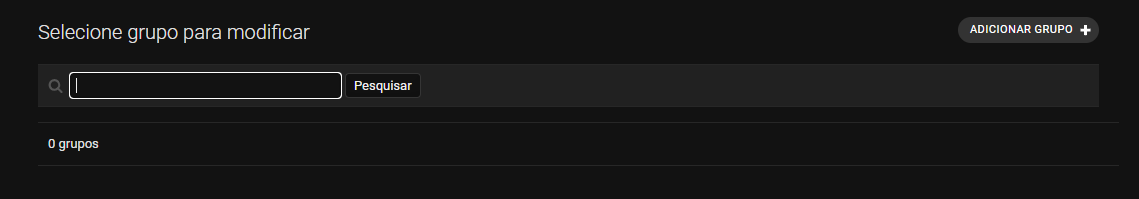 Selecione grupo para modificar
ADICIONAR GRUPO
Pesquisar
0 grupos